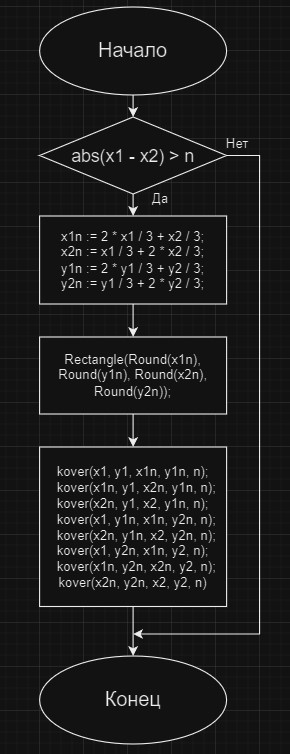 Начало
abs(x1 - x2) > n
Нет
Да
x1n := 2 * x1 / 3 + x2 / 3;
x2n := x1 / 3 + 2 * x2 / 3;
y1n := 2 * y1 / 3 + y2 / 3;
y2n := y1 / 3 + 2 * y2 / 3;
Rectangle(Round(x1n),
Round(y1n), Round(x2n),
Round(y2n));
kover(x1, y1, x1n, y1n, n);
kover(x1n, y1, x2n, y1n, n);
kover(x2n, y1, x2, y1n, n);
kover(x1, y1n, x1n, y2n, n);
kover(x2n, y1n, x2, y2n, n);
kover(x1, y2n, x1n, y2, n);
kover(x1n, y2n, x2n, y2, n);
kover(x2n, y2n, x2, y2, n)
Конец